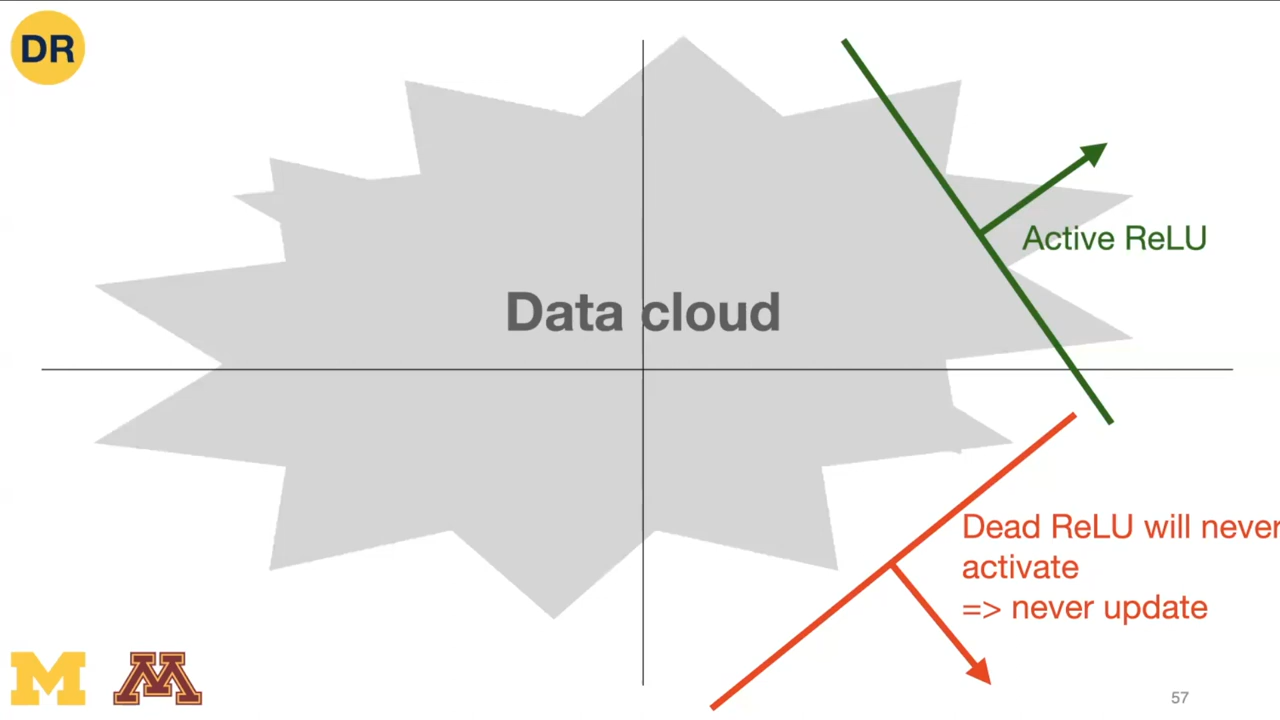 DR
Active ReLU
Data cloud
Dead ReLU will never
activate
=> never update
M
M
57